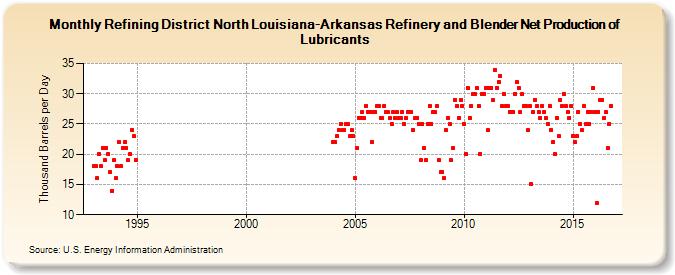 Monthly Refining District North Louisiana-Arkansas Refinery and Blender Net Production of
Lubricants
Thousand Barrels per Day
35
30
25
20
15
10
1995
2000
2005
2010
2015
Source: U.S. Energy Information Administration